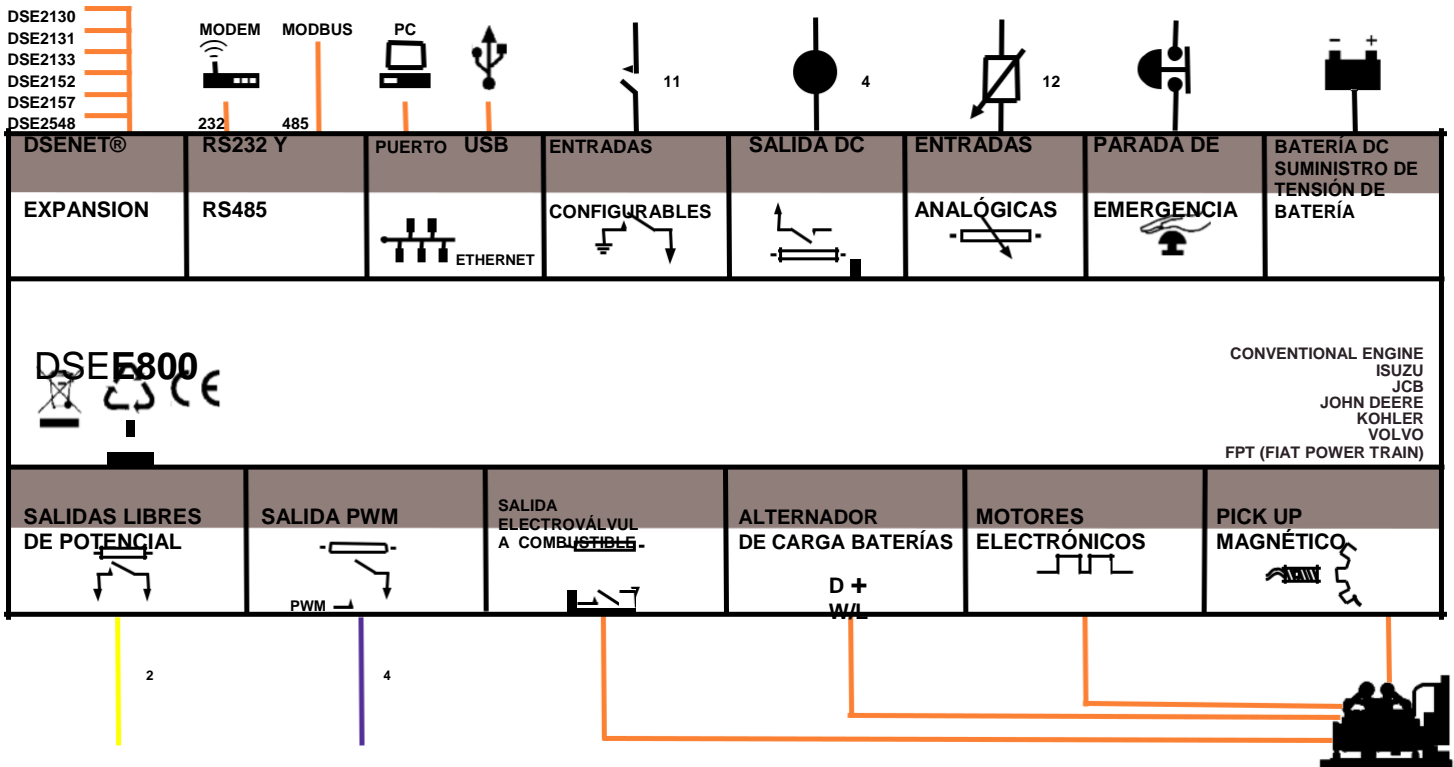 DSE2130
DSE2131
DSE2133
DSE2152
DSE2157
DSE2548
MODEM
MODBUS
PC
11
4
12
- +
232
485
DSENET®
EXPANSION
RS232 Y
RS485
PUERTO USB
ETHERNET
ENTRADAS
CONFIGURABLES
SALIDA DC
ENTRADAS
ANALÓGICAS
PARADA DE
EMERGENCIA
BATERÍA DC
SUMINISTRO DE
TENSIÓN DE
BATERÍA
DSEE800
CE
CONVENTIONAL ENGINE
ISUZU
JCB
JOHN DEERE
KOHLER
VOLVO
FPT (FIAT POWER TRAIN)
SALIDAS LIBRES
DE POTENCIAL
SALIDA PWM
PWM
SALIDA
ELECTROVÁLVUL
A COMBUSTIBLE
ALTERNADOR
DE CARGA BATERÍAS
D +
W/L
MOTORES
ELECTRÓNICOS
PICK UP
MAGNÉTICO
2
4